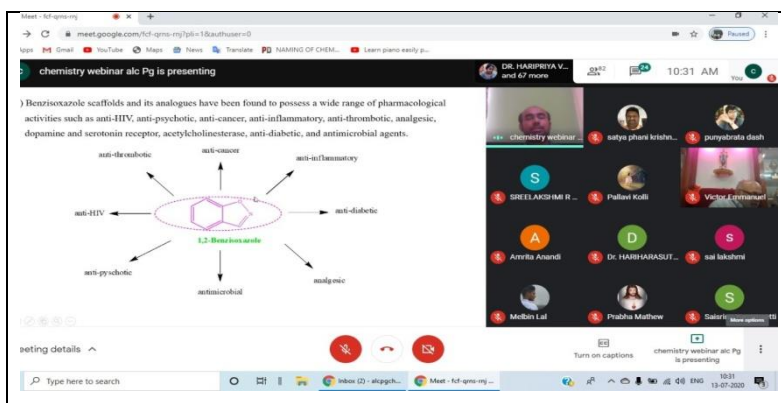 Meet - fcf-qrns-mrj
meet.google.com/fcf-qrns-mrj?pli=1&authuser=0
Paused
Apps Gmail YouTube Maps News Translate NAMING OF CHEM... Learn piano easily p...
chemistry webinar alc Pg is presenting
DR. HARIPRIYA V...
and 67 more
82
24
10:31 AM
You
c
) Benzisoxazole scaffolds and its analogues have been found to possess a wide range of pharmacological
activities such as anti-HIV, anti-psychotic, anti-cancer, anti-inflammatory, anti-thrombotic, analgesic,
dopamine and serotonin receptor, acetylcholinesterase, anti-diabetic, and antimicrobial agents.
anti-thrombotic
anti-cancer
anti-inflammatory
anti-HIV
anti-diabetic
1,2-Benzisoxazole
anti-pyschotic
analgesic
antimicrobial
chemistry webinar ...
satya phani krishn...
punyabrata dash
S
SREELAKSHMI R ...
Pallavi Kolli
Victor Emmanuel ...
A
Amrita Anandi
D
Dr. HARIHARASUT...
s
sai lakshmi
Melbin Lal
Prabha Mathew
S
More options
eeting details
Turn on captions
chemistry webinar alc Pg
is presenting
Type here to search
Inbox (2) - alcpgch...
Meet - fcf-qrns-mrj ...
ENG
10:31
13-07-2020